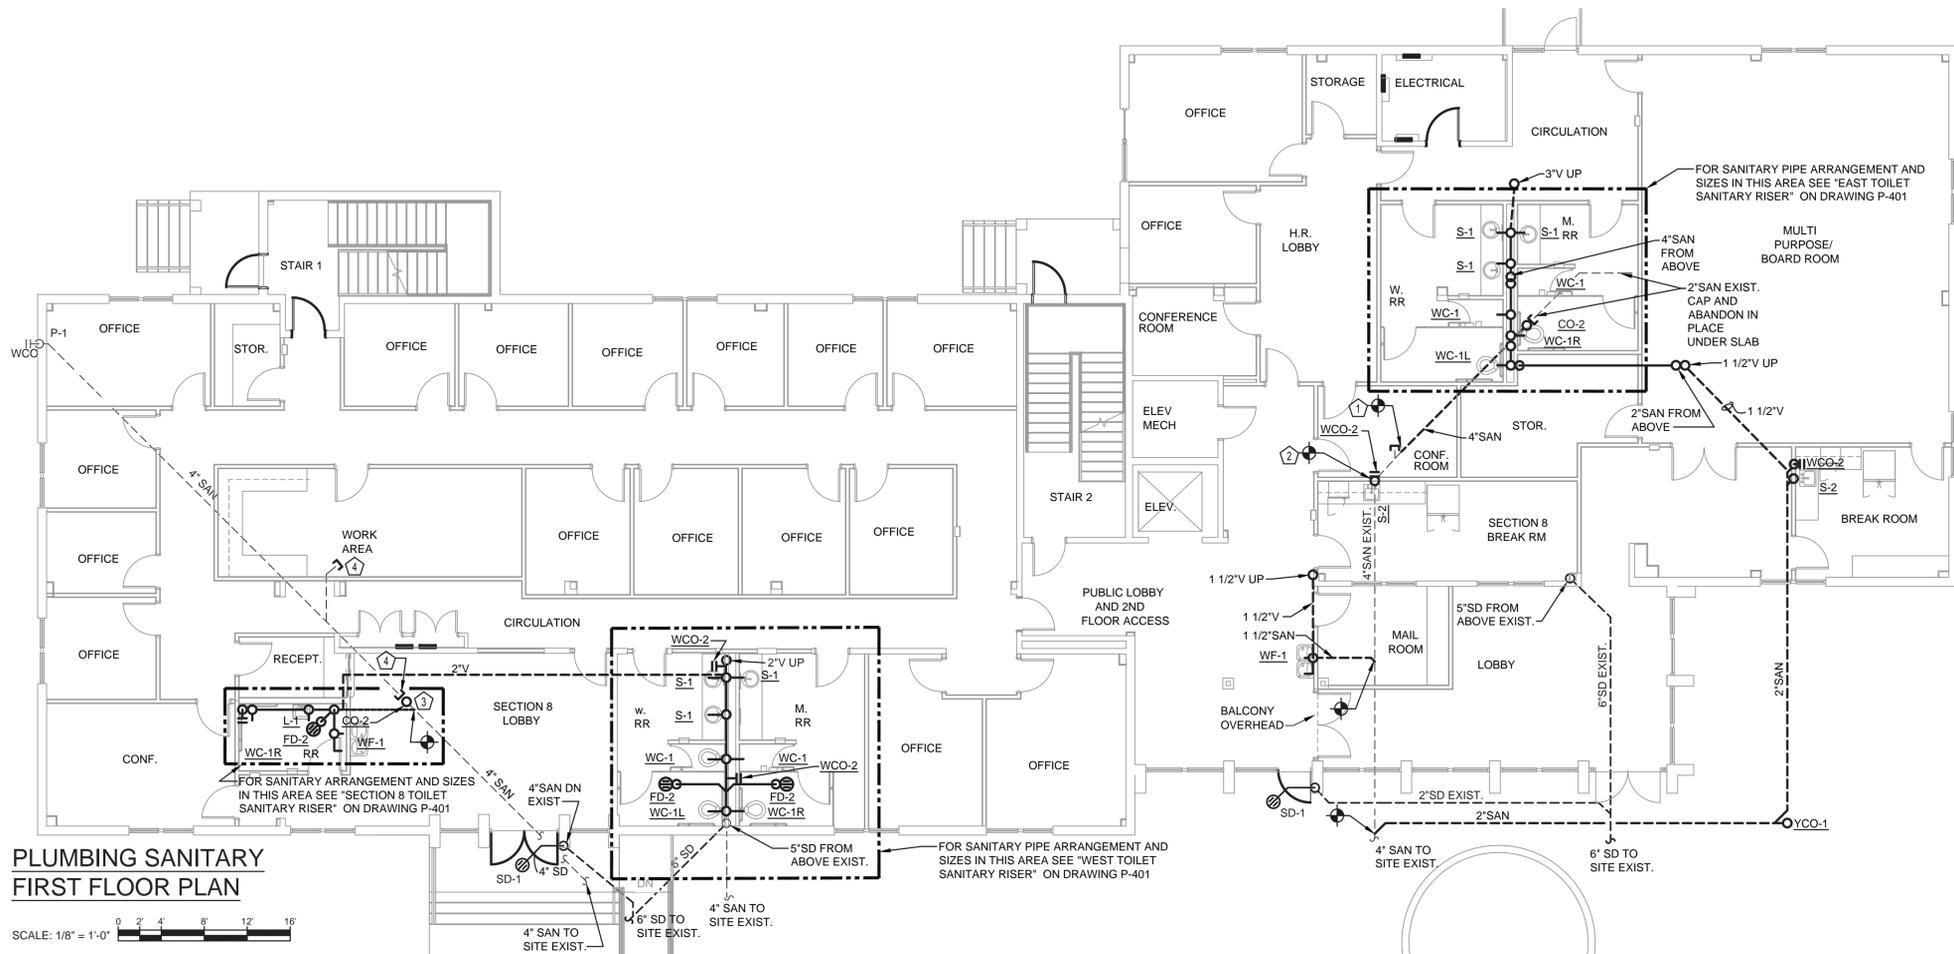 OFFICE
STORAGE
ELECTRICAL
CIRCULATION
3"V UP
FOR SANITARY PIPE ARRANGEMENT AND
SIZES IN THIS AREA SEE "EAST TOILET
SANITARY RISER" ON DRAWING P-401
OFFICE
H.R.
LOBBY
S-1
S-1
M.
RR
S-1
4"SAN
FROM
ABOVE
MULTI
PURPOSE/
BOARD ROOM
W.
RR
WC-1
WC-1
CO-2
WC-1R
WC-1L
2"SAN EXIST.
CAP AND
ABANDON IN
PLACE
UNDER SLAB
STAIR 1
P-1
WCO
OFFICE
STOR.
OFFICE
OFFICE
OFFICE
OFFICE
OFFICE
OFFICE
CONFERENCE
ROOM
1 1/2"V UP
2"SAN FROM
ABOVE
1 1/2"V
1
WCO-2
2
4"SAN
CONF.
ROOM
STOR.
ELEV
MECH
OFFICE
4" SAN
STAIR 2
ELEV.
S-2
4"SAN EXIST.
SECTION 8
BREAK RM
WCO-2
S-2
BREAK ROOM
WORK
AREA
4
OFFICE
OFFICE
OFFICE
OFFICE
OFFICE
OFFICE
CIRCULATION
PUBLIC LOBBY
AND 2ND
FLOOR ACCESS
1 1/2"V UP
1 1/2"V
1 1/2"SAN
WF-1
MAIL
ROOM
5"SD FROM
ABOVE EXIST.
LOBBY
6"SD EXIST.
2"SAN
BALCONY
OVERHEAD
RECEPT.
4
3
2"V
SECTION 8
LOBBY
L-1
FD-2
RR
CO-2
WF-1
WC-1R
CONF.
FOR SANITARY ARRANGEMENT AND SIZES
IN THIS AREA SEE "SECTION 8 TOILET
SANITARY RISER" ON DRAWING P-401
4" SAN
4"SAN DN
EXIST
WCO-2
2"V UP
S-1
S-1
w.
RR
S-1
M.
RR
WC-1
WC-1
WCO-2
FD-2
FD-2
WC-1L
WC-1R
OFFICE
OFFICE
SD-1
4" SD
6" SD
DN
5"SD FROM
ABOVE EXIST.
FOR SANITARY PIPE ARRANGEMENT AND
SIZES IN THIS AREA SEE "WEST TOILET
SANITARY RISER" ON DRAWING P-401
4" SAN TO
SITE EXIST.
6" SD TO
SITE EXIST.
4" SAN TO
SITE EXIST.
SD-1
2"SD EXIST.
2"SAN
YCO-1
4" SAN TO
SITE EXIST.
6" SD TO
SITE EXIST.
PLUMBING SANITARY
FIRST FLOOR PLAN
0 2' 4' 8' 12' 16'
SCALE: 1/8" = 1'-0"